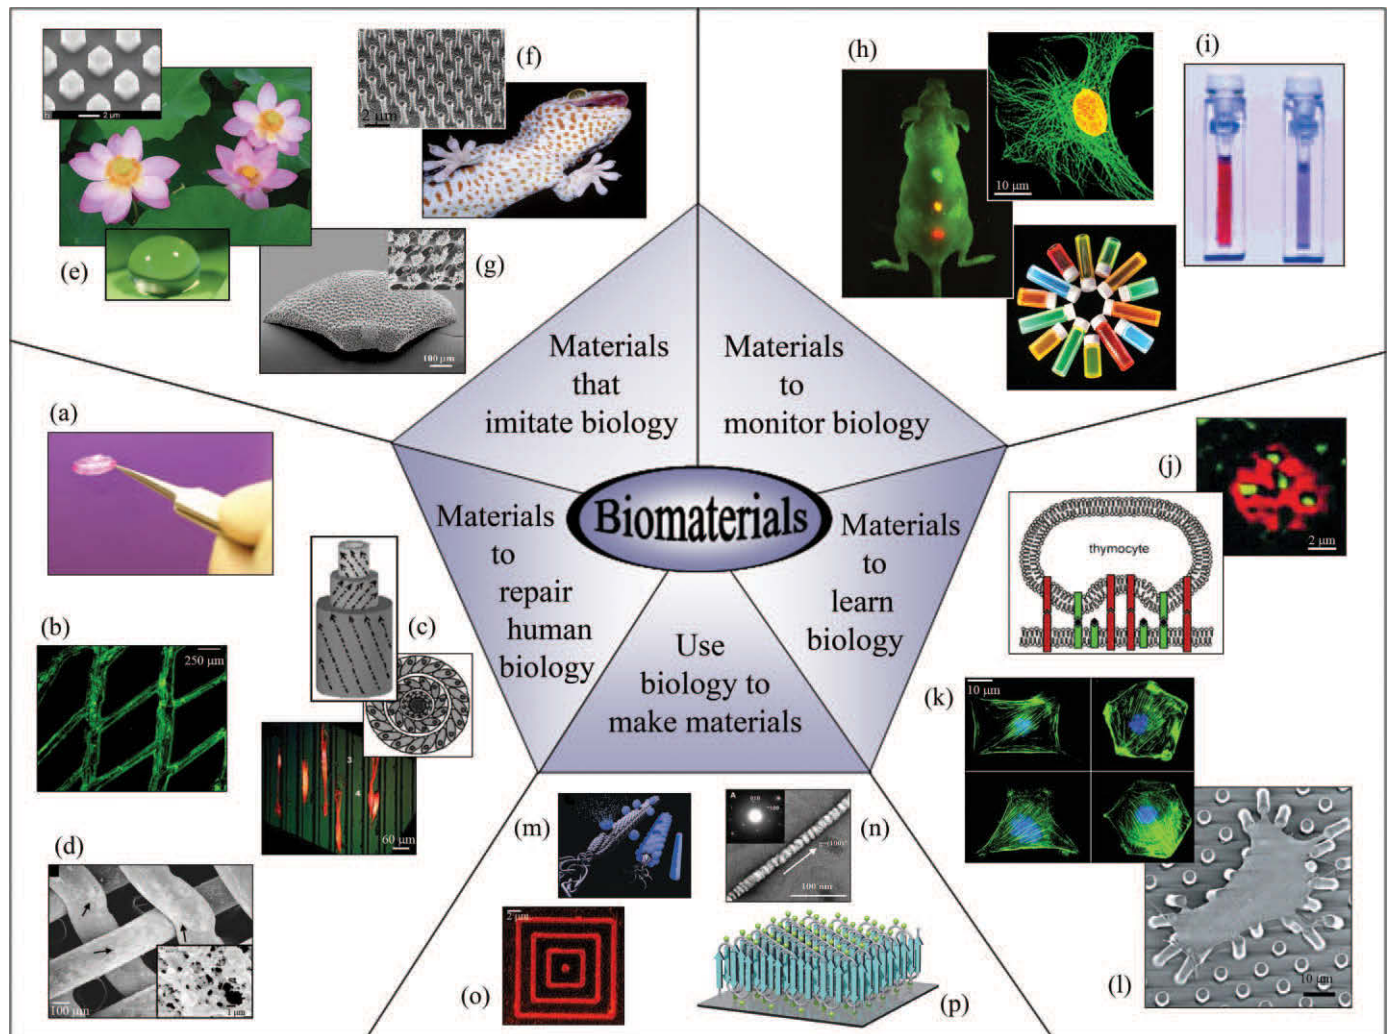 2 μm
(e)
2 μm
(f)
(g)
100 μm
(h)
10 μm
(i)
Materials
that
imitate biology
Materials
to
monitor biology
(a)
(j)
2 μm
thymocyte
Biomaterials
Materials
to
repair
human
biology
Materials
to
learn
biology
Use
biology to
make materials
(b)
250 μm
(c)
3
4
60 μm
(k)
10 μm
(d)
100 μm
1 μm
(m)
A
(n)
100 nm
2 μm
(o)
(p)
(l)
10 μm